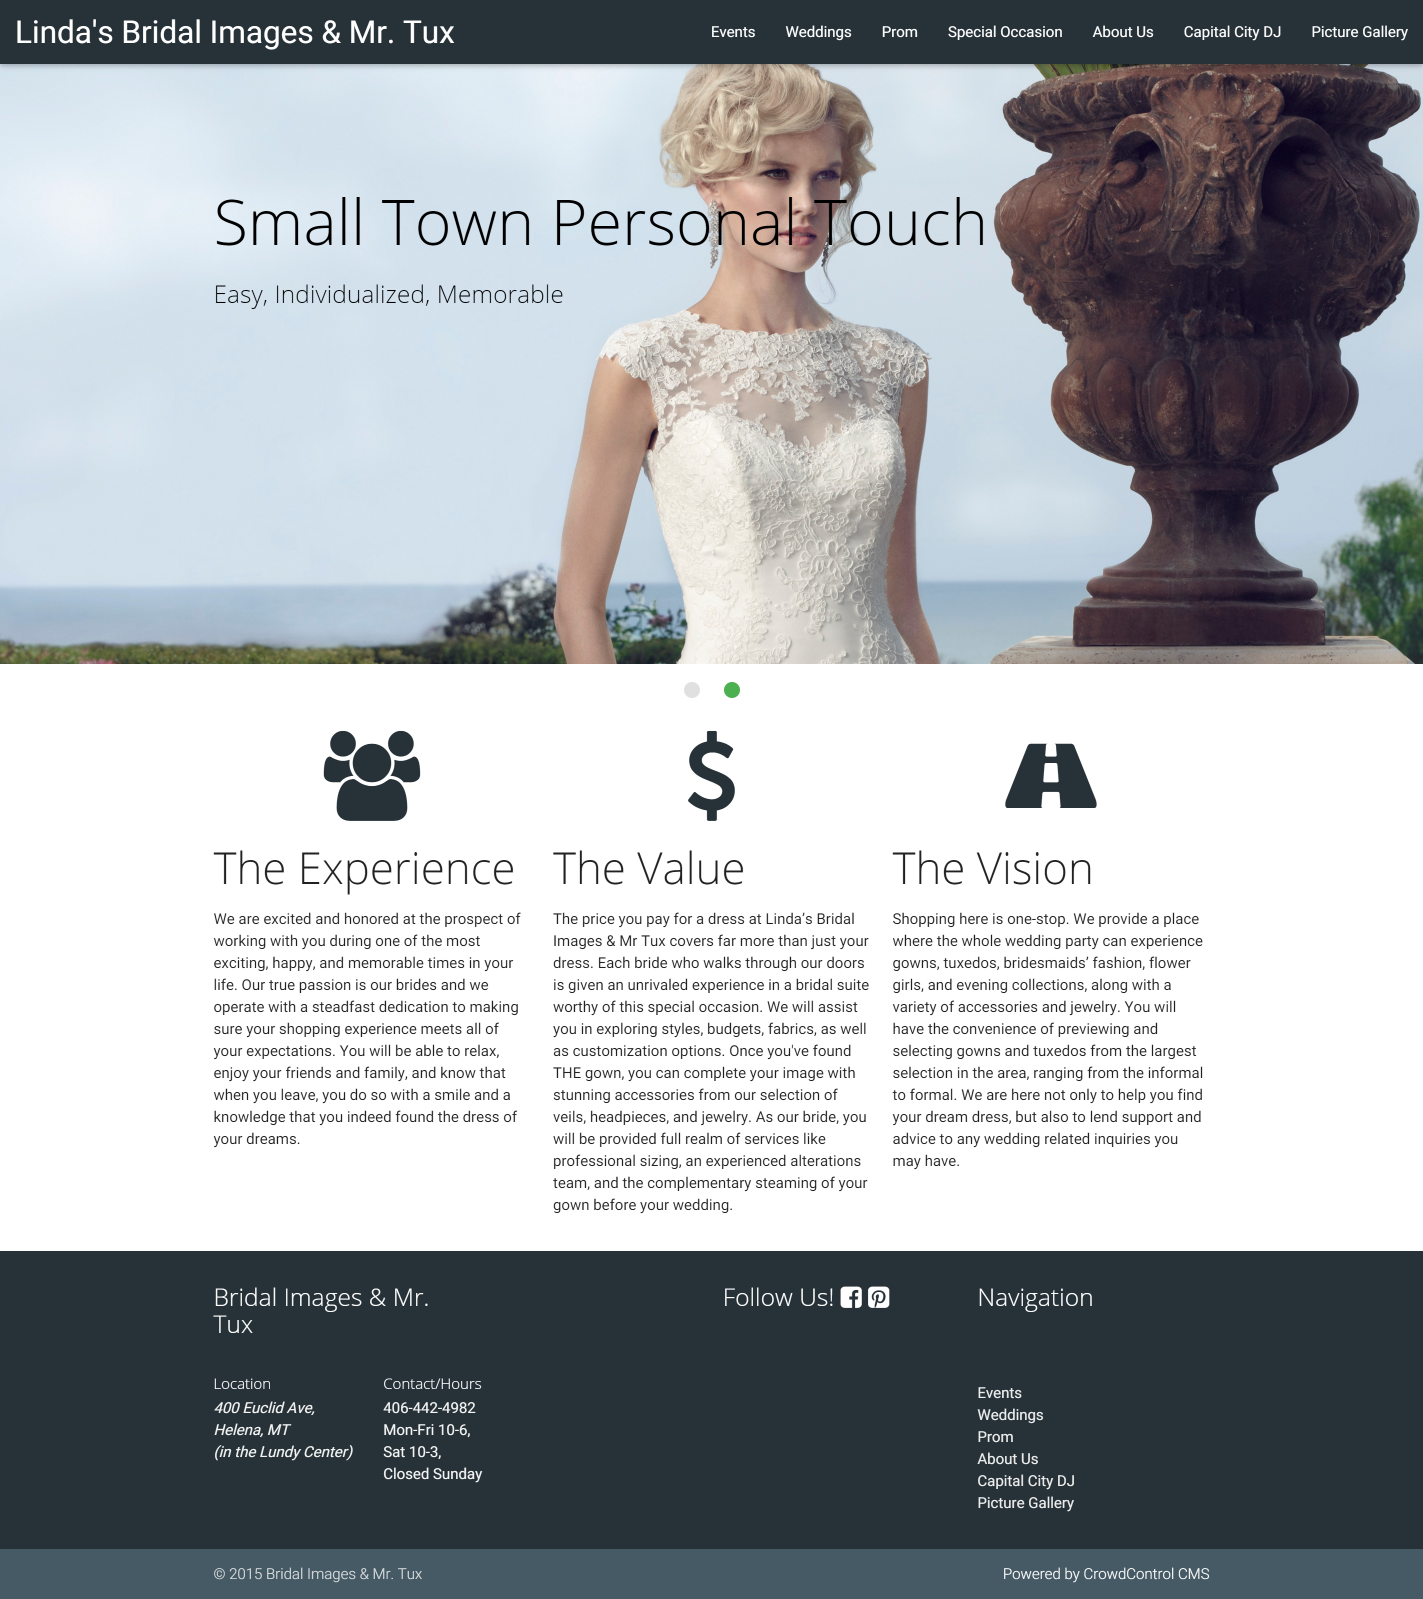 Linda's Bridal Images & Mr. Tux
Events Weddings Prom Special Occasion About Us Capital City DJ Picture Gallery
Small Town Personal Touch
Easy, Individualized, Memorable
The Experience
We are excited and honored at the prospect of
working with you during one of the most
exciting, happy, and memorable times in your
life. Our true passion is our brides and we
operate with a steadfast dedication to making
sure your shopping experience meets all of
your expectations. You will be able to relax,
enjoy your friends and family, and know that
when you leave, you do so with a smile and a
knowledge that you indeed found the dress of
your dreams.
The Value
The price you pay for a dress at Linda’s Bridal
Images & Mr Tux covers far more than just your
dress. Each bride who walks through our doors
is given an unrivaled experience in a bridal suite
worthy of this special occasion. We will assist
you in exploring styles, budgets, fabrics, as well
as customization options. Once you've found
THE gown, you can complete your image with
stunning accessories from our selection of
veils, headpieces, and jewelry. As our bride, you
will be provided full realm of services like
professional sizing, an experienced alterations
team, and the complementary steaming of your
gown before your wedding.
The Vision
Shopping here is one-stop. We provide a place
where the whole wedding party can experience
gowns, tuxedos, bridesmaids’ fashion, flower
girls, and evening collections, along with a
variety of accessories and jewelry. You will
have the convenience of previewing and
selecting gowns and tuxedos from the largest
selection in the area, ranging from the informal
to formal. We are here not only to help you find
your dream dress, but also to lend support and
advice to any wedding related inquiries you
may have.
Bridal Images & Mr.
Tux
Location
400 Euclid Ave,
Helena, MT
(in the Lundy Center)
Contact/Hours
406-442-4982
Mon-Fri 10-6,
Sat 10-3,
Closed Sunday
Follow Us!
Navigation
Events
Weddings
Prom
About Us
Capital City DJ
Picture Gallery
© 2015 Bridal Images & Mr. Tux
Powered by CrowdControl CMS